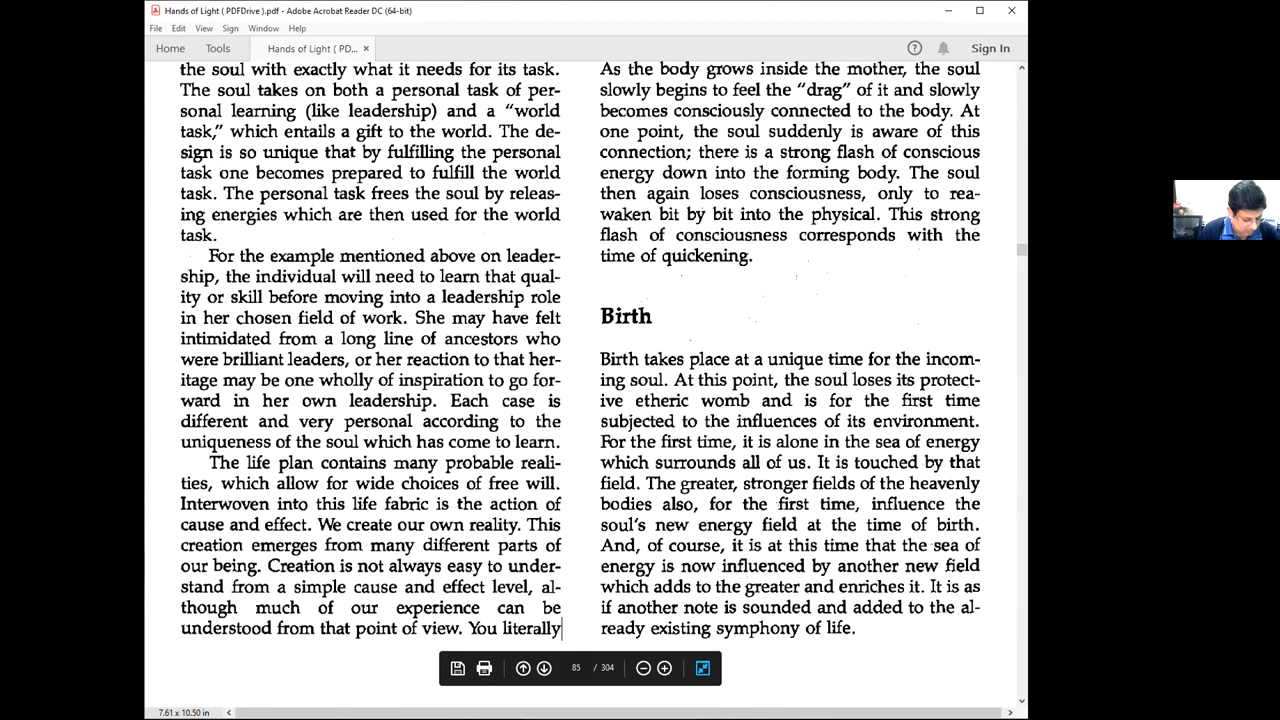 Hands of Light ( PDFDrive ).pdf - Adobe Acrobat Reader DC (64-bit)
File Edit View Sign Window Help
Home Tools Hands of Light ( PD... × Sign In
the soul with exactly what it needs for its task.
The soul takes on both a personal task of per-
sonal learning (like leadership) and a “world
task,” which entails a gift to the world. The de-
sign is so unique that by fulfilling the personal
task one becomes prepared to fulfill the world
task. The personal task frees the soul by releas-
ing energies which are then used for the world
task.
For the example mentioned above on leader-
ship, the individual will need to learn that qual-
ity or skill before moving into a leadership role
in her chosen field of work. She may have felt
intimidated from a long line of ancestors who
were brilliant leaders, or her reaction to that her-
itage may be one wholly of inspiration to go for-
ward in her own leadership. Each case is
different and very personal according to the
uniqueness of the soul which has come to learn.
The life plan contains many probable reali-
ties, which allow for wide choices of free will.
Interwoven into this life fabric is the action of
cause and effect. We create our own reality. This
creation emerges from many different parts of
our being. Creation is not always easy to under-
stand from a simple cause and effect level, al-
though much of our experience can be
understood from that point of view. You literally
As the body grows inside the mother, the soul
slowly begins to feel the “drag” of it and slowly
becomes consciously connected to the body. At
one point, the soul suddenly is aware of this
connection; there is a strong flash of conscious
energy down into the forming body. The soul
then again loses consciousness, only to rea-
waken bit by bit into the physical. This strong
flash of consciousness corresponds with the
time of quickening.
Birth
Birth takes place at a unique time for the incom-
ing soul. At this point, the soul loses its protect-
ive etheric womb and is for the first time
subjected to the influences of its environment.
For the first time, it is alone in the sea of energy
which surrounds all of us. It is touched by that
field. The greater, stronger fields of the heavenly
bodies also, for the first time, influence the
soul’s new energy field at the time of birth.
And, of course, it is at this time that the sea of
energy is now influenced by another new field
which adds to the greater and enriches it. It is as
if another note is sounded and added to the al-
ready existing symphony of life.
85 / 304
7.61 x 10.50 in